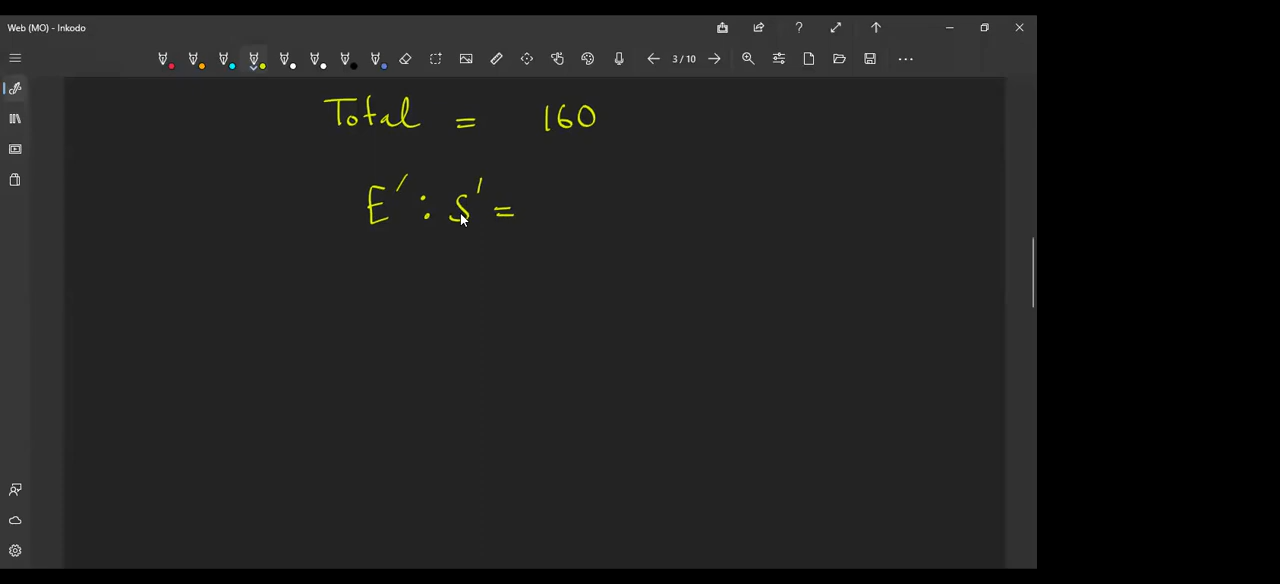 Web (MO) - Inkodo
3 / 10
Total = 160
E′ : S′ =